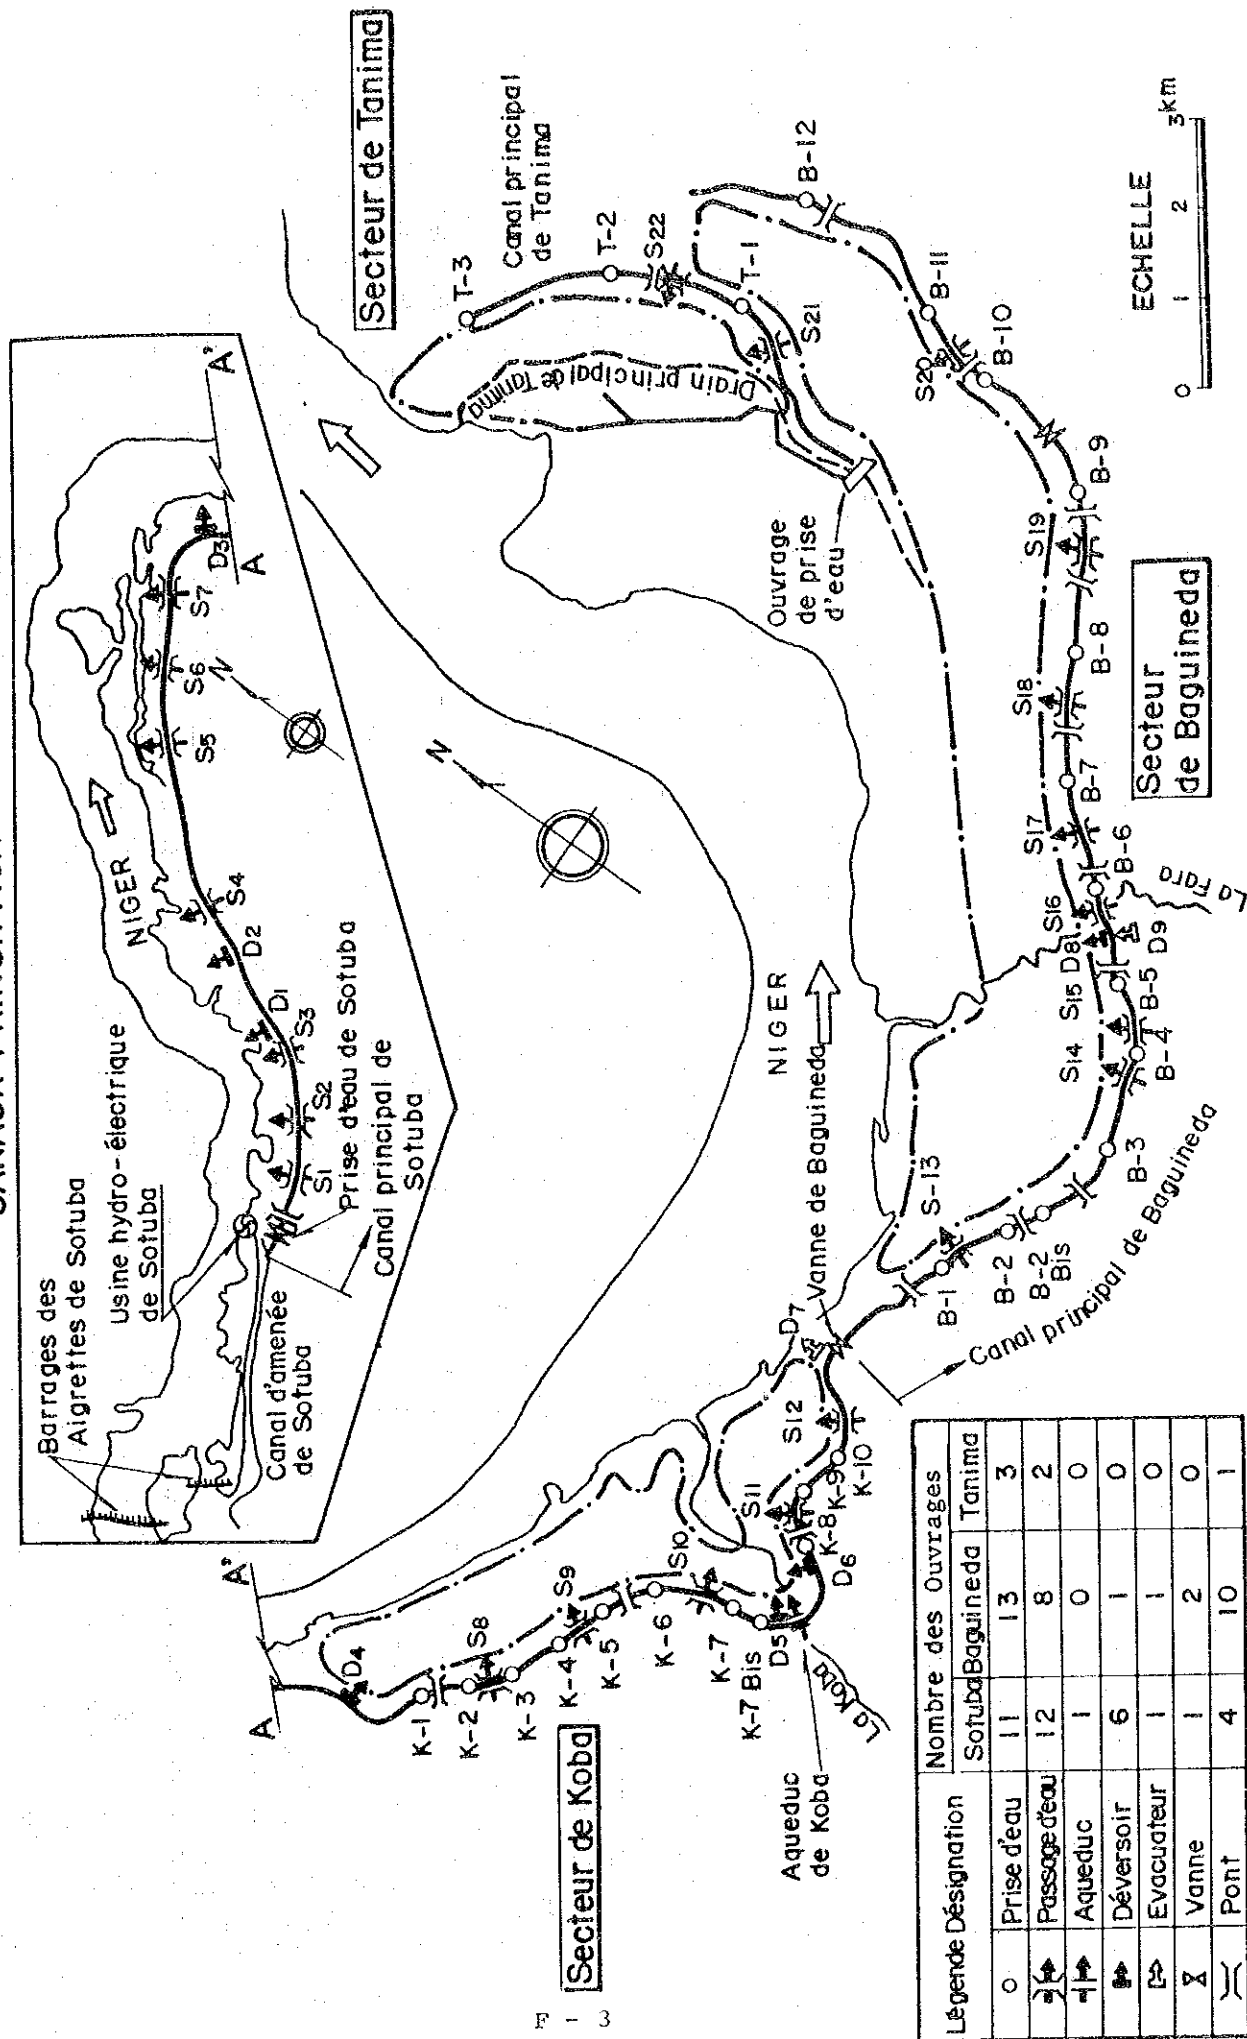 Barrages des
Aigrettes de Sotuba
Usine hydro-électrique
de Sotuba
Canal d'amenée
de Sotuba
NIGER
S1
S2
S3
D1
D2
S4
S5
S6
S7
D3
N
A
A'
Prise d'eau de Sotuba
Canal principal de
Sotuba
Secteur de Tanima
Canal principal
de Tanima
T-3
T-2
S22
T-1
S21
Drain principal de Tanima
Ouvrage
de prise
d'eau
B-12
B-11
S20
B-10
B-9
S19
B-8
S18
B-7
S17
B-6
S16
La Fara
D8
D9
S15
B-5
B-4
S14
B-3
B-2
Bis
B-2
B-1
S-13
Canal principal de Baguineda
Secteur
de Baguineda
ECHELLE
0 1 2 3km
N
NIGER
Vanne de Baguineda
D7
S12
K-10
K-9
S11
K-8
D6
S10
D5
K-7 Bis
K-7
K-6
S9
K-5
K-4
S8
K-3
K-2
K-1
D4
A
A'
La Koba
Aqueduc
de Koba
Secteur de Koba
Légende Désignation Nombre des Ouvrages
Sotuba Baguineda Tanima
Prise d'eau 11 13 3
Passage d'eau 12 8 2
Aqueduc 1 0 0
Déversoir 6 1 0
Evacuateur 1 1 0
Vanne 1 2 0
Pont 4 10 1
F - 3